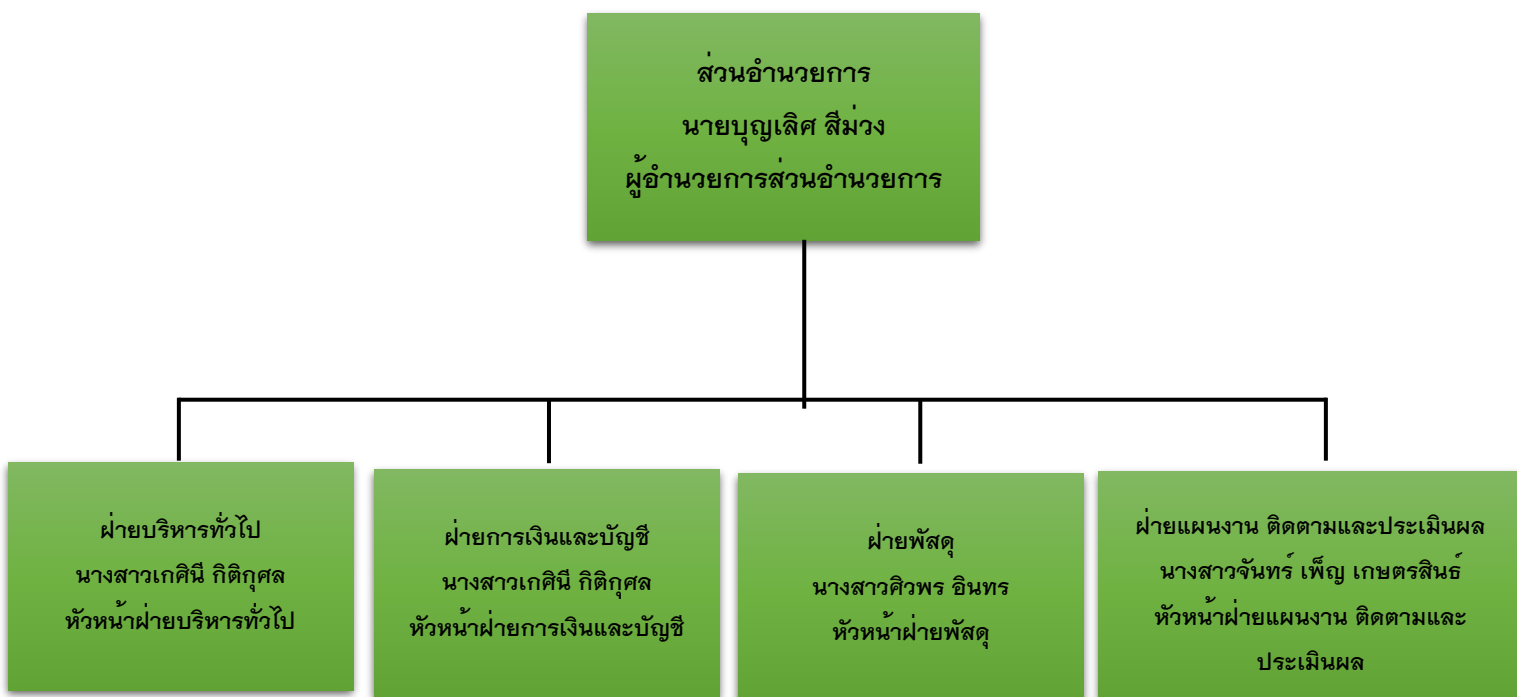 ส่วนอำนวยการ
นายบุญเลิศ สีม่วง
ผู้อำนวยการส่วนอำนวยการ
ฝ่ายบริหารทั่วไป
นางสาวเกศินี กิติกุศล
หัวหน้าฝ่ายบริหารทั่วไป
ฝ่ายการเงินและบัญชี
นางสาวเกศินี กิติกุศล
หัวหน้าฝ่ายการเงินและบัญชี
ฝ่ายพัสดุ
นางสาวศิวพร อินทร
หัวหน้าฝ่ายพัสดุ
ฝ่ายแผนงาน ติดตามและประเมินผล
นางสาวจันทร์ เพ็ญ เกษตรสินธ์
หัวหน้าฝ่ายแผนงาน ติดตามและ
ประเมินผล